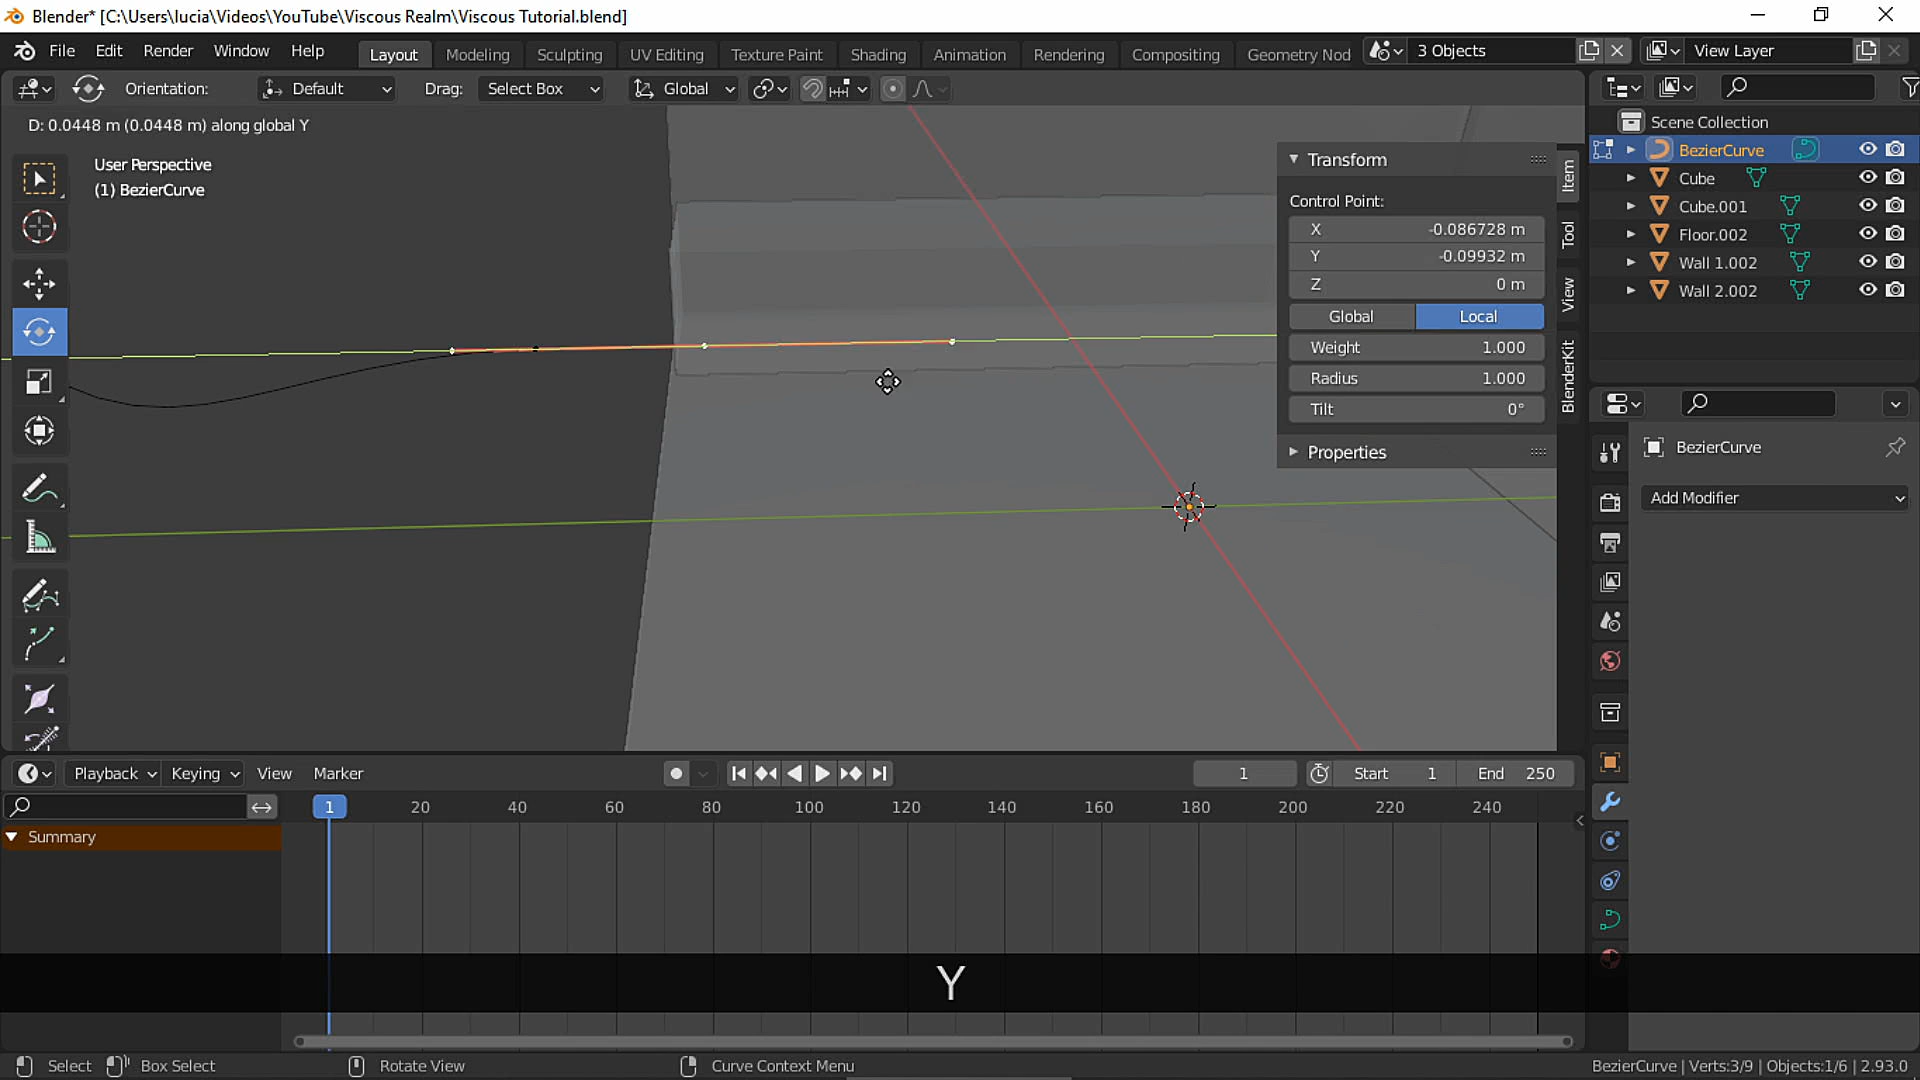 Blender* [C:\Users\lucia\Videos\YouTube\Viscous Realm\Viscous Tutorial.blend]
File Edit Render Window Help Layout Modeling Sculpting UV Editing Texture Paint Shading Animation Rendering Compositing Geometry Nod 3 Objects View Layer
Orientation: Default Drag: Select Box Global
D: 0.0448 m (0.0448 m) along global Y
User Perspective
(1) BezierCurve
Transform
Control Point:
X -0.086728 m
Y -0.09932 m
Z 0 m
Global Local
Weight 1.000
Radius 1.000
Tilt 0°
Properties
Item
Tool
View
BlenderKit
Scene Collection
BezierCurve
Cube
Cube.001
Floor.002
Wall 1.002
Wall 2.002
BezierCurve
Add Modifier
Playback Keying View Marker 1 Start 1 End 250
1 20 40 60 80 100 120 140 160 180 200 220 240
Summary
Y
Select Box Select Rotate View Curve Context Menu BezierCurve | Verts:3/9 | Objects:1/6 | 2.93.0